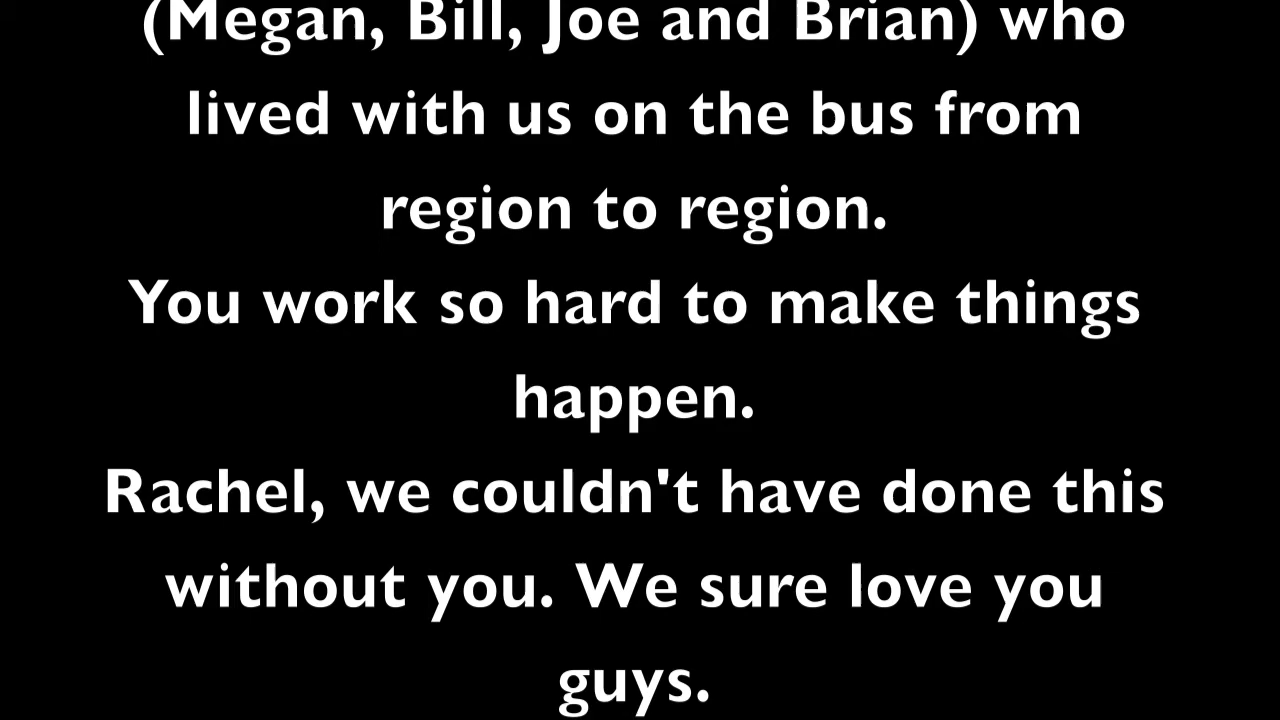 (Megan, Bill, Joe and Brian) who
lived with us on the bus from
region to region.
You work so hard to make things
happen.
Rachel, we couldn't have done this
without you. We sure love you
guys.